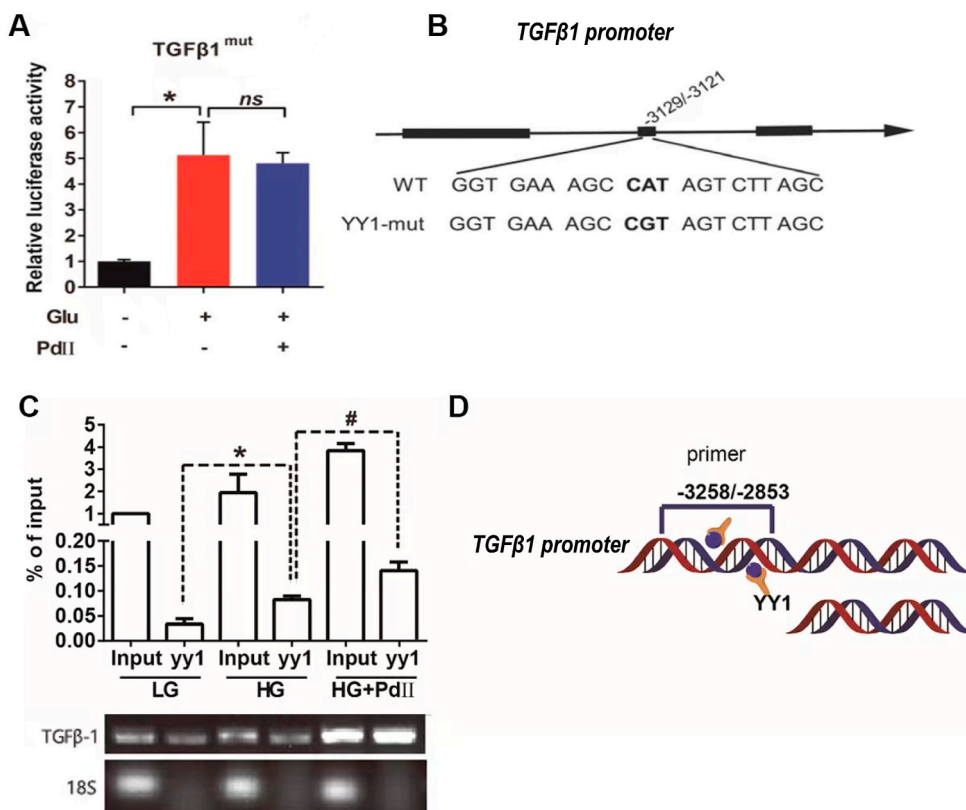 A
TGFβ1 mut
Relative luciferase activity
8
7
6
5
4
3
2
1
0
*
ns
Glu - + +
PdII - - +
B
TGFβ1 promoter
-3129/-3121
WT GGT GAA AGC CAT AGT CTT AGC
YY1-mut GGT GAA AGC CGT AGT CTT AGC
C
% of input
5
4
3
2
1
0.20
0.15
0.10
0.05
0.00
*
#
Input yy1 Input yy1 Input yy1
LG HG HG+PdII
TGFβ-1
18S
D
primer
-3258/-2853
TGFβ1 promoter
YY1